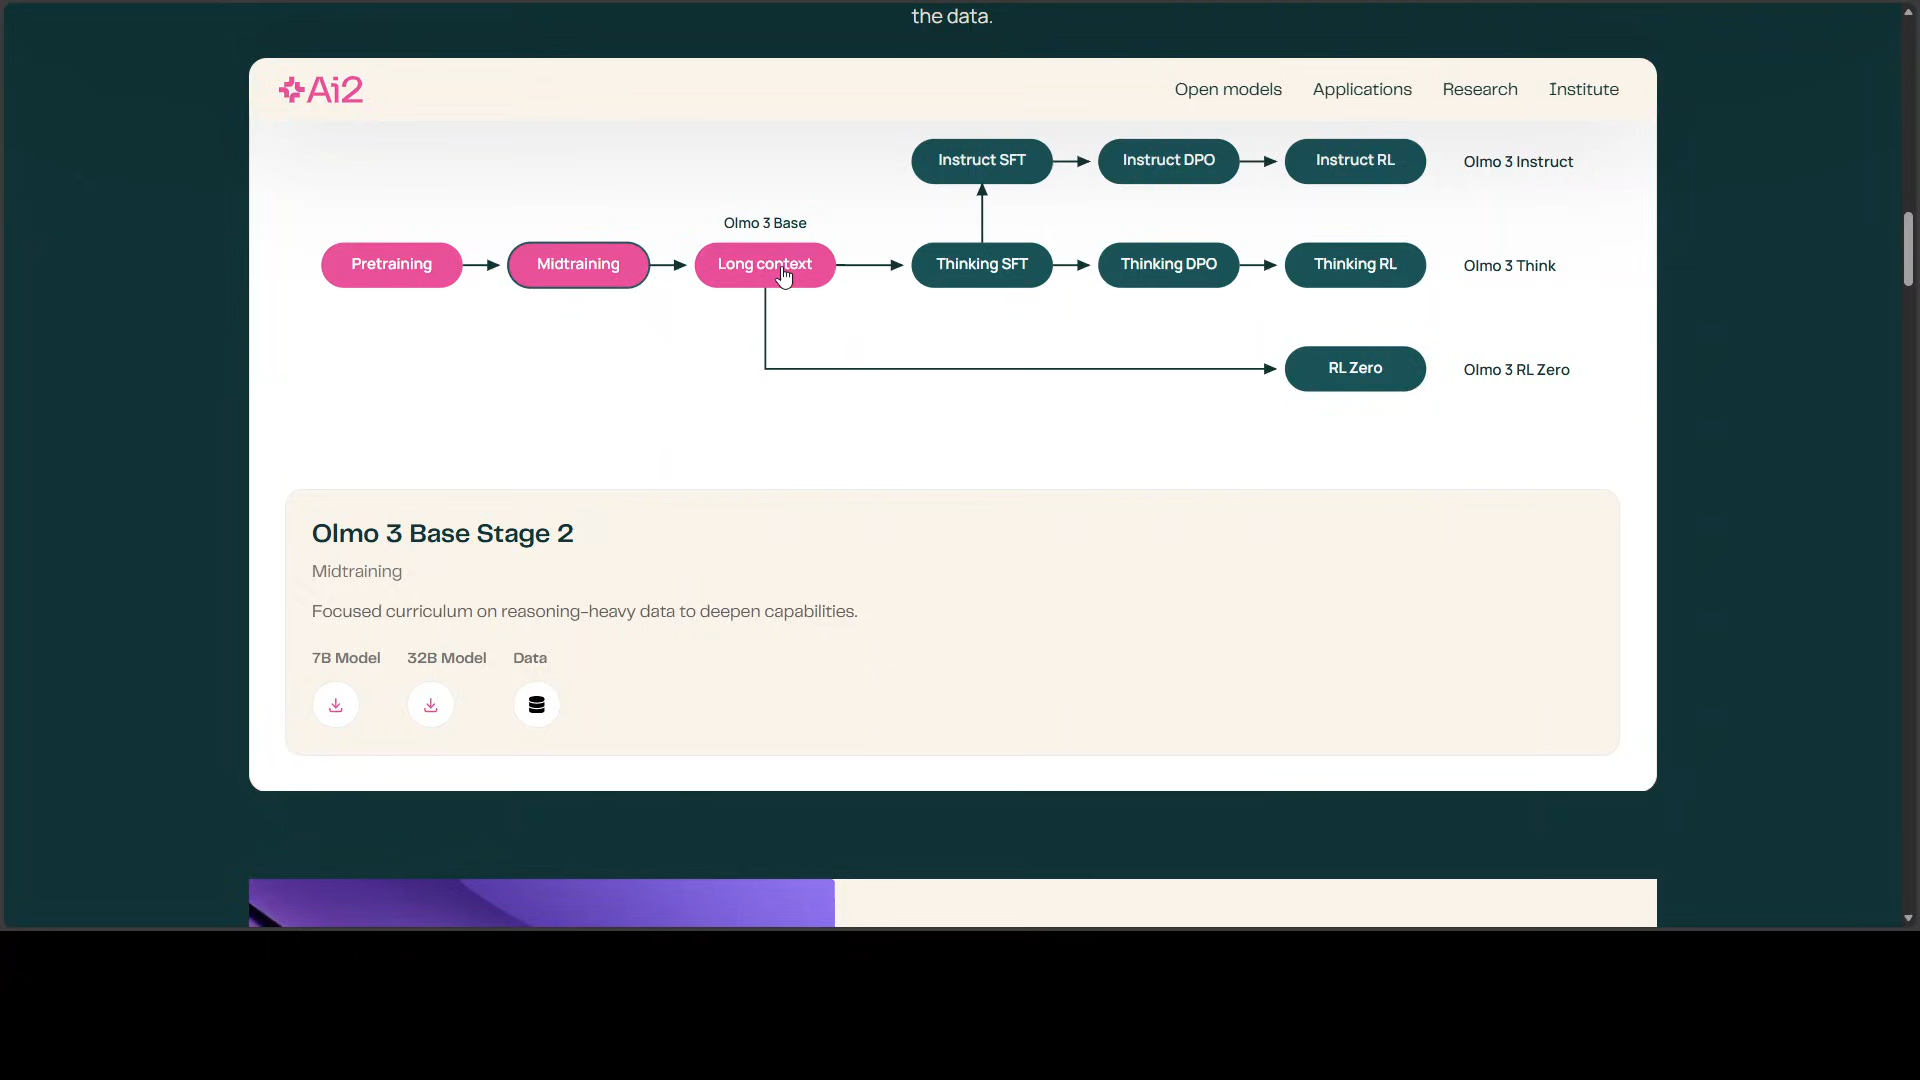 the data.
Ai2
Open models Applications Research Institute
Instruct SFT Instruct DPO Instruct RL Olmo 3 Instruct
Olmo 3 Base
Pretraining Midtraining Long context Thinking SFT Thinking DPO Thinking RL Olmo 3 Think
RL Zero Olmo 3 RL Zero
Olmo 3 Base Stage 2
Midtraining
Focused curriculum on reasoning-heavy data to deepen capabilities.
7B Model 32B Model Data